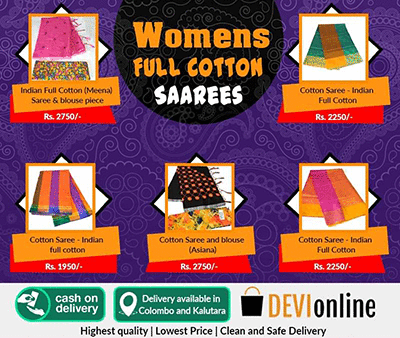 Womens
FULL COTTON
SAAREES
Indian Full Cotton (Meena)
Saree & blouse piece
Rs. 2750/-
Cotton Saree - Indian
Full Cotton
Rs. 2250/-
Cotton Saree - Indian
full cotton
Rs. 1950/-
Cotton Saree and blouse
(Asiana)
Rs. 2750/-
Cotton Saree - Indian
Full Cotton
Rs. 2250/-
cash on
delivery
Delivery available in
Colombo and Kalutara
DEVIonline
Highest quality | Lowest Price | Clean and Safe Delivery